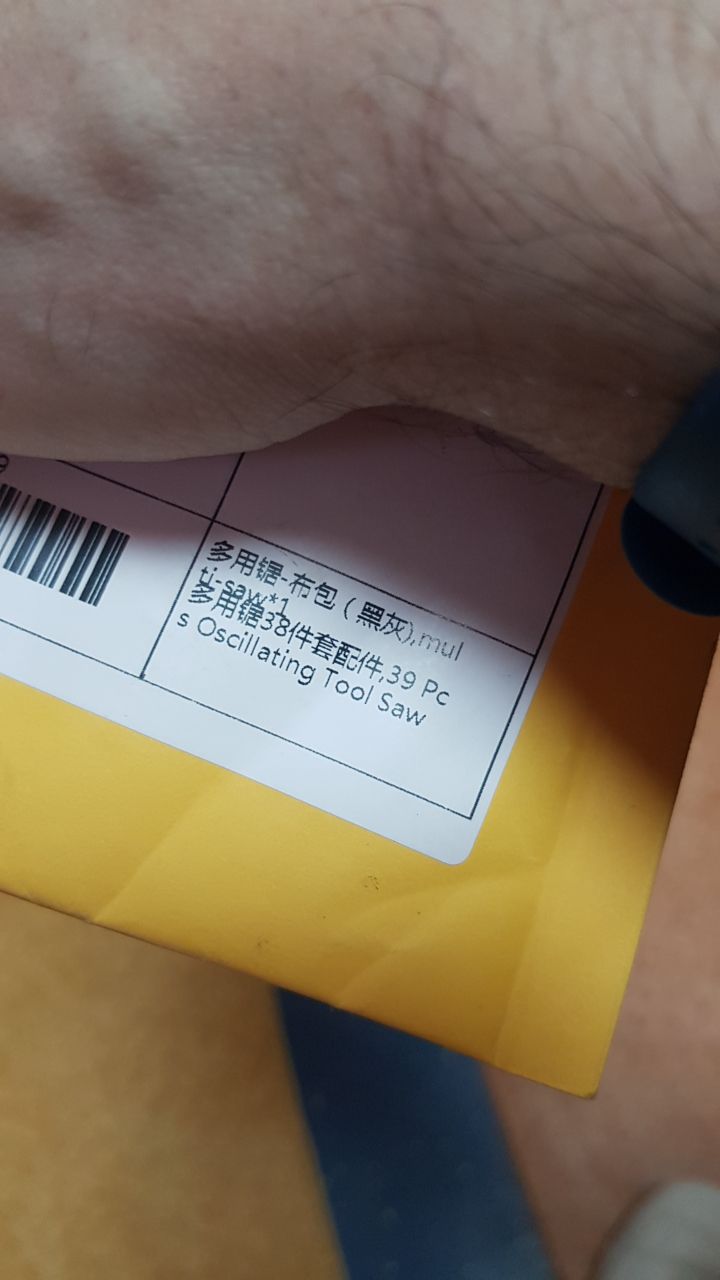 多用锯-布包（黑灰),mul
ti-saw*1
多用锯38件套配件,39 Pc
s Oscillating Tool Saw